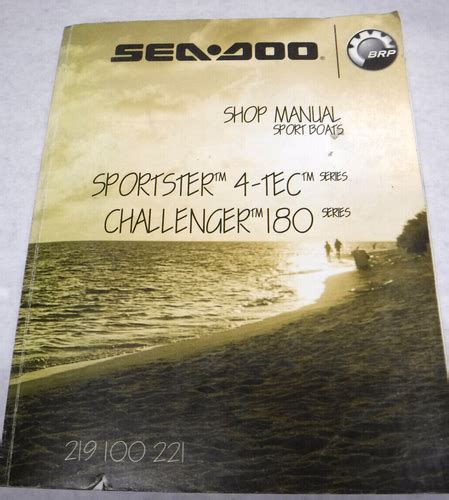 SEA•DOO®
BRP
SHOP MANUAL
SPORT BOATS
SPORTSTER™ 4-TEC™ SERIES
CHALLENGER™ 180 SERIES
219 100 221